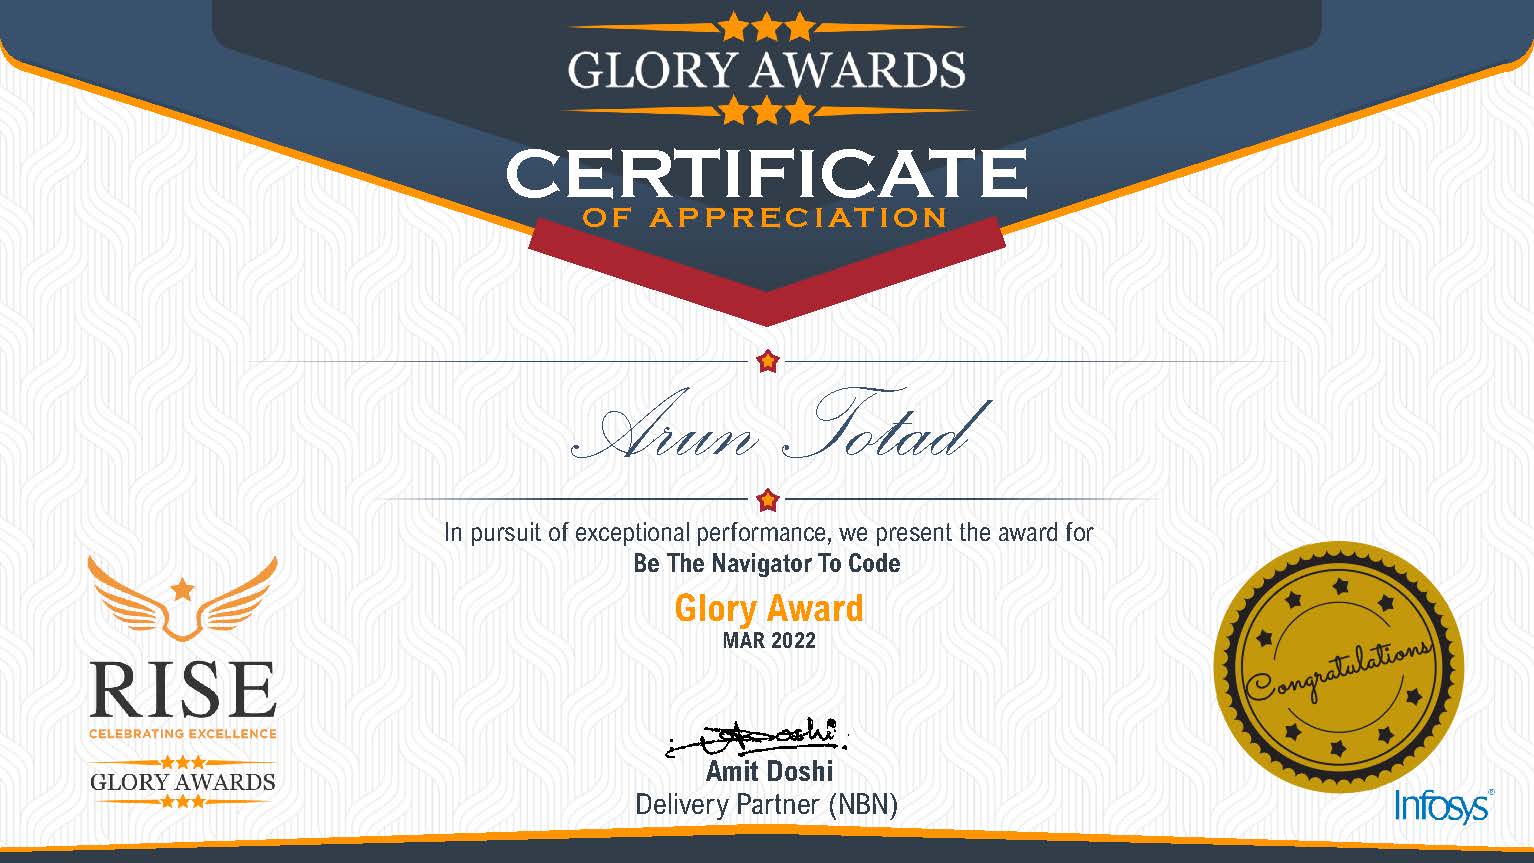 GLORY AWARDS
CERTIFICATE
OF APPRECIATION
Arun Totad
In pursuit of exceptional performance, we present the award for
Be The Navigator To Code
Glory Award
MAR 2022
RISE
CELEBRATING EXCELLENCE
GLORY AWARDS
Doshi
Amit Doshi
Delivery Partner (NBN)
Congratulations
Infosys®